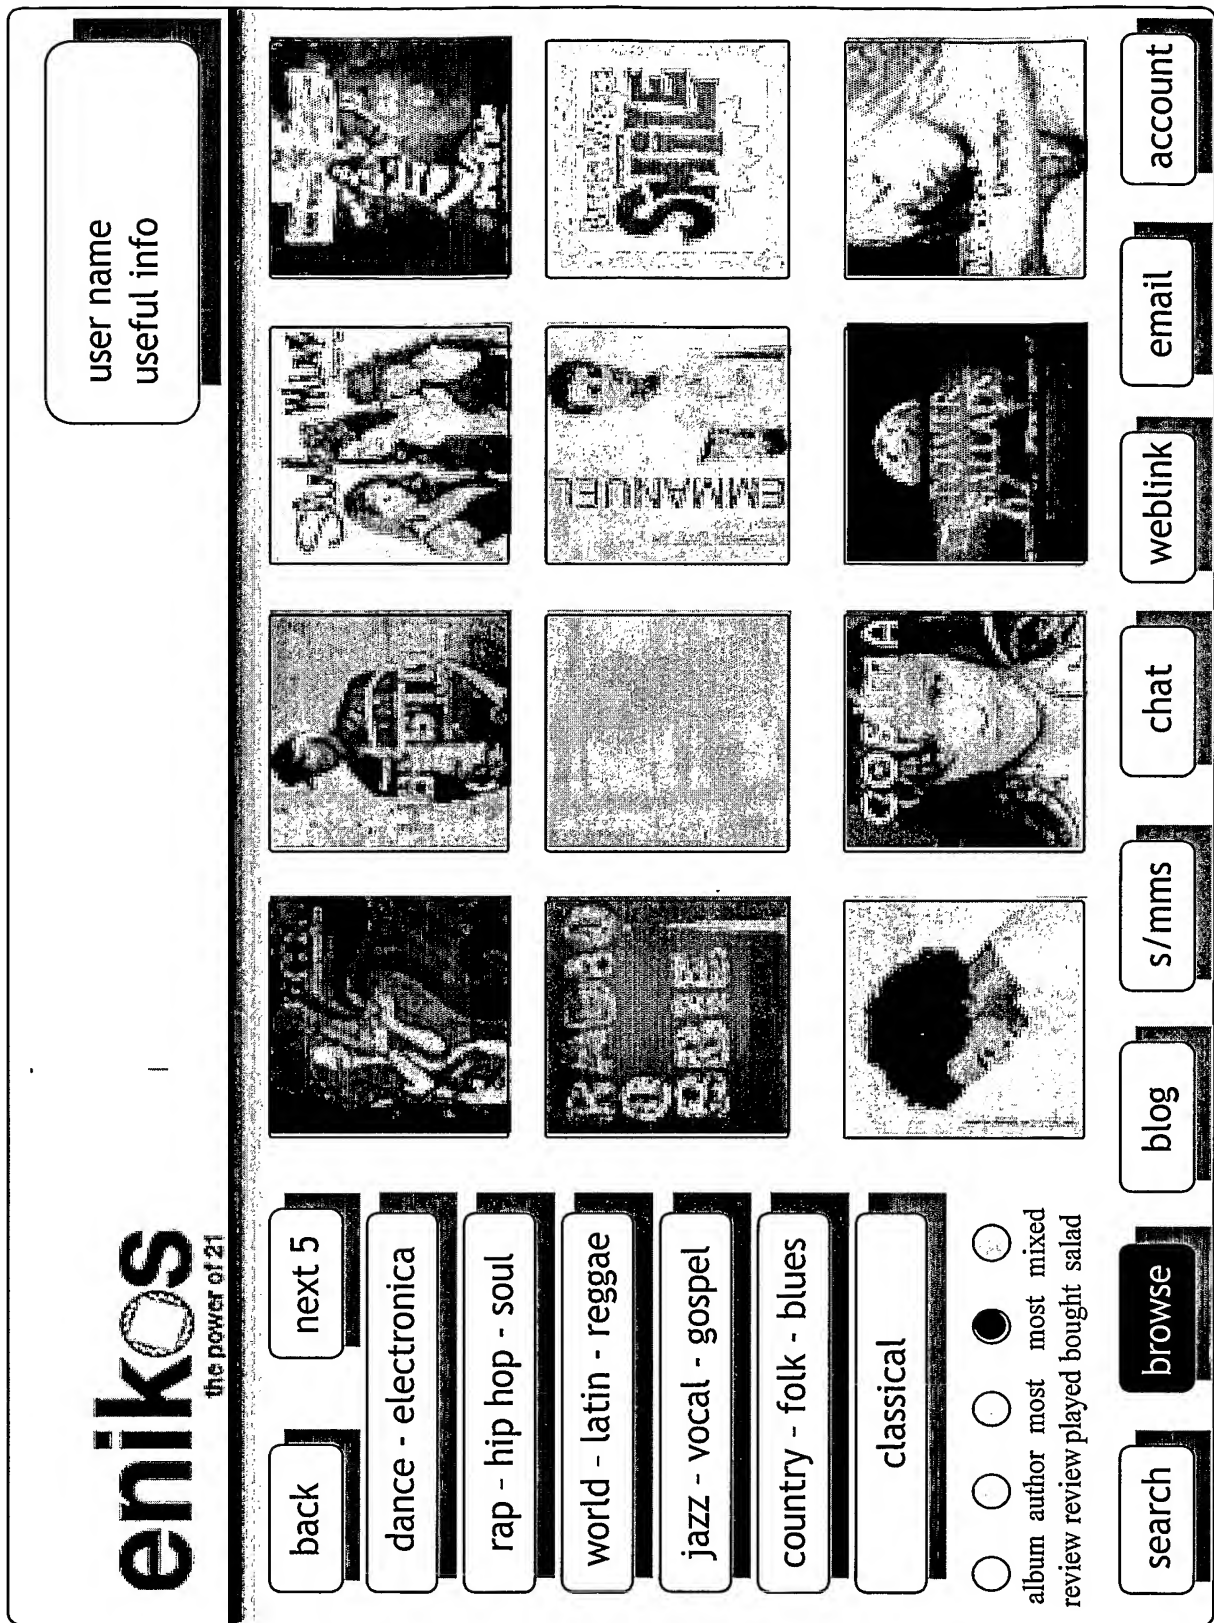 enikos
the power of 21
user name
useful info
back
next 5
dance - electronica
rap - hip hop - soul
world - latin - reggae
jazz - vocal - gospel
country - folk - blues
classical
album author most most mixed
review review played bought salad
SMiLE
EMMANUEL
search
browse
blog
s/mms
chat
weblink
email
account